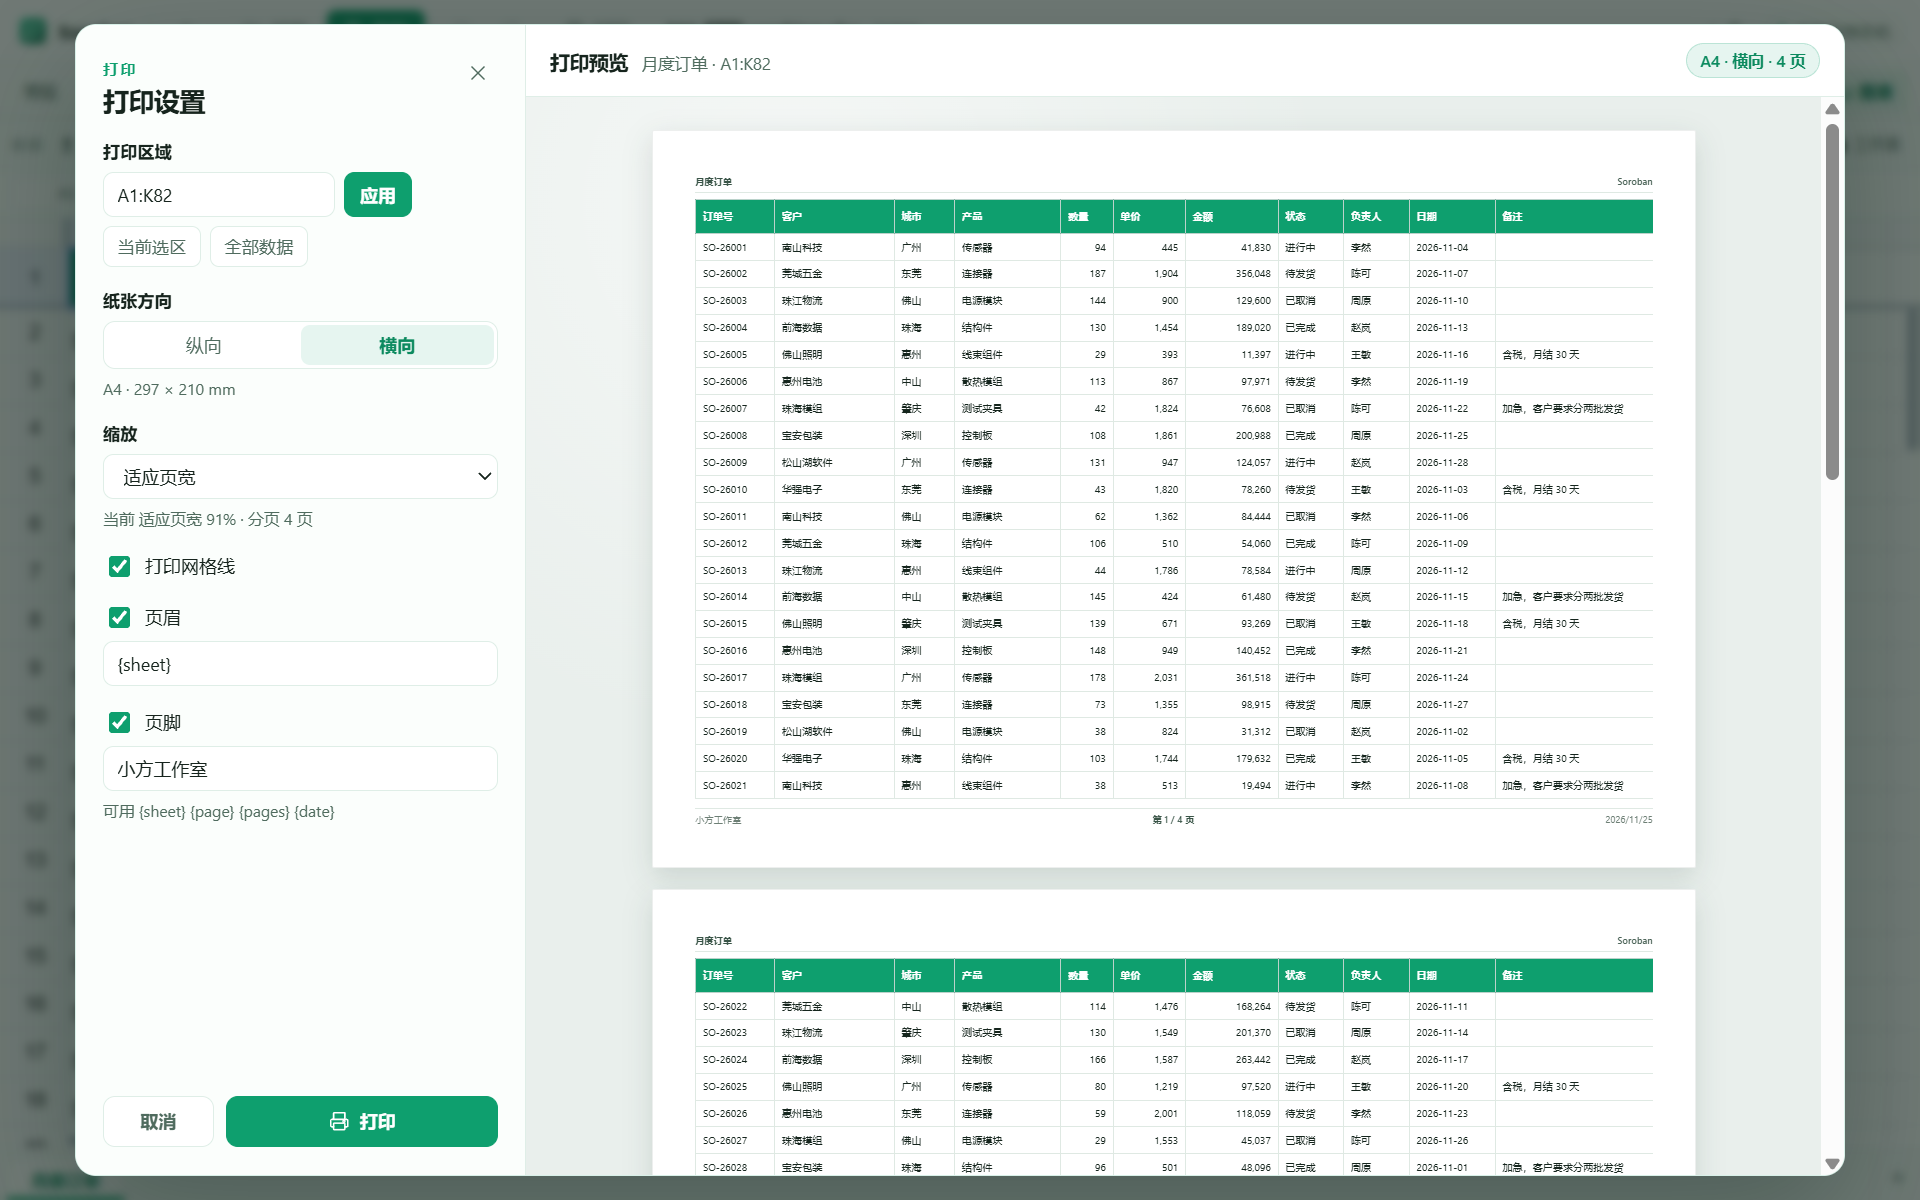 打印
打印设置
打印区域
A1:K82
应用
当前选区 全部数据
纸张方向
纵向 横向
A4 · 297 × 210 mm
缩放
适应页宽
当前 适应页宽 91% · 分页 4 页
打印网格线
页眉
{sheet}
页脚
小方工作室
可用 {sheet} {page} {pages} {date}
取消 打印
打印预览 月度订单 · A1:K82
A4 · 横向 · 4 页
月度订单 Soroban
订单号 客户 城市 产品 数量 单价 金额 状态 负责人 日期 备注
SO-26001 南山科技 广州 传感器 94 445 41,830 进行中 李然 2026-11-04
SO-26002 莞城五金 东莞 连接器 187 1,904 356,048 待发货 陈可 2026-11-07
SO-26003 珠江物流 佛山 电源模块 144 900 129,600 已取消 周原 2026-11-10
SO-26004 前海数据 珠海 结构件 130 1,454 189,020 已完成 赵岚 2026-11-13
SO-26005 佛山照明 惠州 线束组件 29 393 11,397 进行中 王敏 2026-11-16 含税，月结 30 天
SO-26006 惠州电池 中山 散热模组 113 867 97,971 待发货 李然 2026-11-19
SO-26007 珠海模组 肇庆 测试夹具 42 1,824 76,608 已取消 陈可 2026-11-22 加急，客户要求分两批发货
SO-26008 宝安包装 深圳 控制板 108 1,861 200,988 已完成 周原 2026-11-25
SO-26009 松山湖软件 广州 传感器 131 947 124,057 进行中 赵岚 2026-11-28
SO-26010 华强电子 东莞 连接器 43 1,820 78,260 待发货 王敏 2026-11-03 含税，月结 30 天
SO-26011 南山科技 佛山 电源模块 62 1,362 84,444 已取消 李然 2026-11-06
SO-26012 莞城五金 珠海 结构件 106 510 54,060 已完成 陈可 2026-11-09
SO-26013 珠江物流 惠州 线束组件 44 1,786 78,584 进行中 周原 2026-11-12
SO-26014 前海数据 中山 散热模组 145 424 61,480 待发货 赵岚 2026-11-15 加急，客户要求分两批发货
SO-26015 佛山照明 肇庆 测试夹具 139 671 93,269 已取消 王敏 2026-11-18 含税，月结 30 天
SO-26016 惠州电池 深圳 控制板 148 949 140,452 已完成 李然 2026-11-21
SO-26017 珠海模组 广州 传感器 178 2,031 361,518 进行中 陈可 2026-11-24
SO-26018 宝安包装 东莞 连接器 73 1,355 98,915 待发货 周原 2026-11-27
SO-26019 松山湖软件 佛山 电源模块 38 824 31,312 已取消 赵岚 2026-11-02
SO-26020 华强电子 珠海 结构件 103 1,744 179,632 已完成 王敏 2026-11-05 含税，月结 30 天
SO-26021 南山科技 惠州 线束组件 38 513 19,494 进行中 李然 2026-11-08 加急，客户要求分两批发货
小方工作室 第 1 / 4 页 2026/11/25
月度订单 Soroban
订单号 客户 城市 产品 数量 单价 金额 状态 负责人 日期 备注
SO-26022 莞城五金 中山 散热模组 114 1,476 168,264 待发货 陈可 2026-11-11
SO-26023 珠江物流 肇庆 测试夹具 130 1,549 201,370 已取消 周原 2026-11-14
SO-26024 前海数据 深圳 控制板 166 1,587 263,442 已完成 赵岚 2026-11-17
SO-26025 佛山照明 广州 传感器 80 1,219 97,520 进行中 王敏 2026-11-20 含税，月结 30 天
SO-26026 惠州电池 东莞 连接器 59 2,001 118,059 待发货 李然 2026-11-23
SO-26027 珠海模组 佛山 电源模块 29 1,553 45,037 已取消 陈可 2026-11-26
SO-26028 宝安包装 珠海 结构件 96 501 48,096 已完成 周原 2026-11-01 加急，客户要求分两批发货